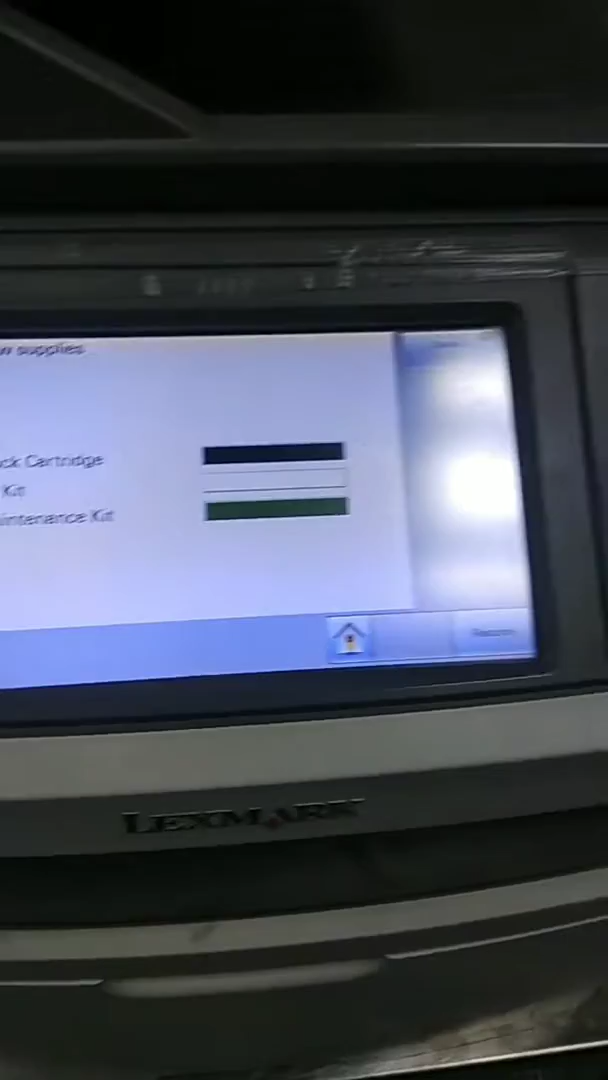 w supplies
ck Cartridge
Kit
intenance Kit
LEXMARK